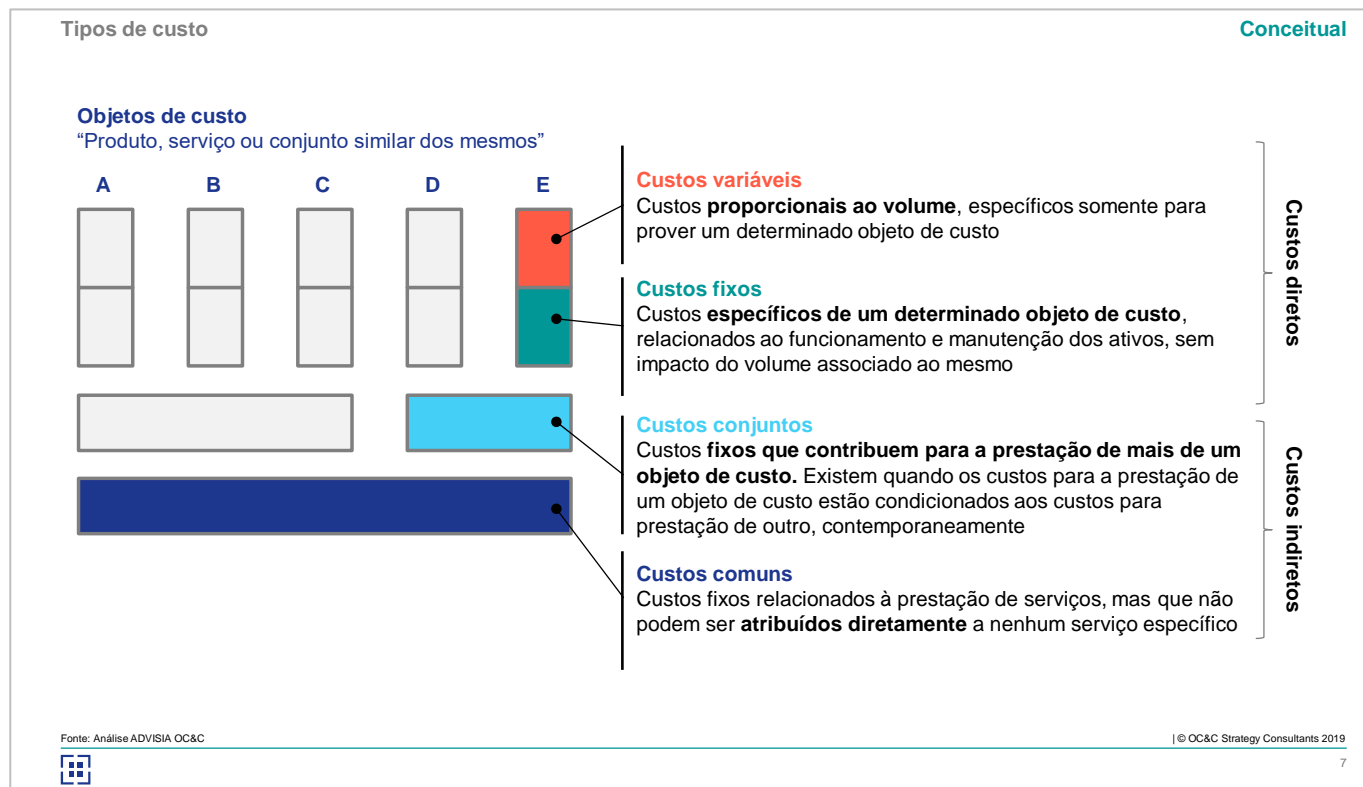 Tipos de custo
Conceitual
Objetos de custo
“Produto, serviço ou conjunto similar dos mesmos”
A B C D E
Custos variáveis
Custos proporcionais ao volume, específicos somente para
prover um determinado objeto de custo
Custos fixos
Custos específicos de um determinado objeto de custo,
relacionados ao funcionamento e manutenção dos ativos, sem
impacto do volume associado ao mesmo
Custos diretos
Custos conjuntos
Custos fixos que contribuem para a prestação de mais de um
objeto de custo. Existem quando os custos para a prestação de
um objeto de custo estão condicionados aos custos para
prestação de outro, contemporaneamente
Custos comuns
Custos fixos relacionados à prestação de serviços, mas que não
podem ser atribuídos diretamente a nenhum serviço específico
Custos indiretos
Fonte: Análise ADVISIA OC&C
| © OC&C Strategy Consultants 2019
7